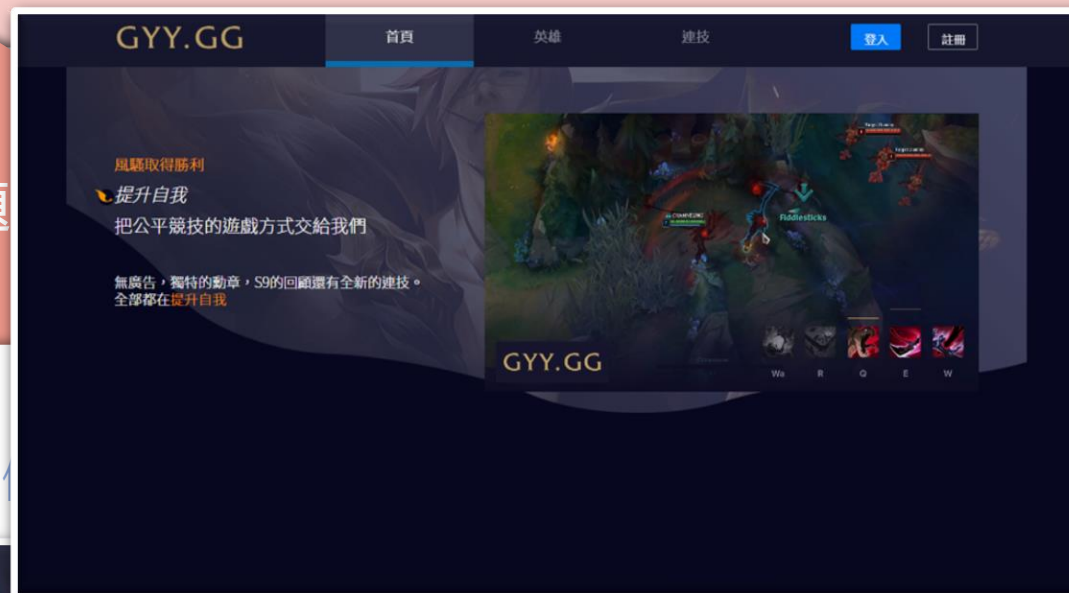 GYY.GG
首頁
英雄
連技
登入
註冊
風騷取得勝利
提升自我
把公平競技的遊戲方式交給我們
無廣告,獨特的勳章,S9的回顧還有全新的連技。
全部都在提升自我
Fiddlesticks
GYY.GG
Wa R Q E W